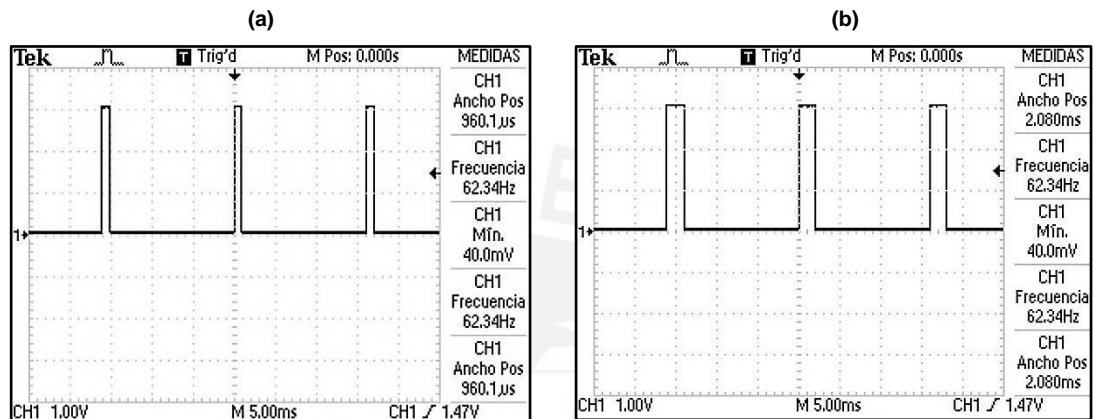 (a)
Tek T Trig'd M Pos: 0.000s MEDIDAS
CH1
Ancho Pos
960.1µs
CH1
Frecuencia
62.34Hz
CH1
Mín.
40.0mV
CH1
Frecuencia
62.34Hz
CH1
Ancho Pos
960.1µs
1
CH1 1.00V M 5.00ms CH1 1.47V
(b)
Tek T Trig'd M Pos: 0.000s MEDIDAS
CH1
Ancho Pos
2.080ms
CH1
Frecuencia
62.34Hz
CH1
Mín.
40.0mV
CH1
Frecuencia
62.34Hz
CH1
Ancho Pos
2.080ms
1
CH1 1.00V M 5.00ms CH1 1.47V